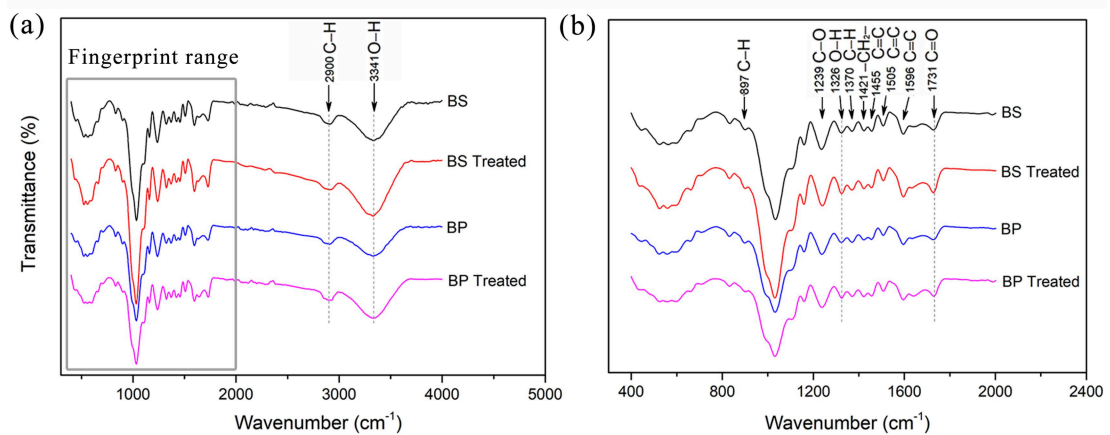 (a)
Fingerprint range
2900 C–H
3341 O–H
BS
BS Treated
BP
BP Treated
Transmittance (%)
1000 2000 3000 4000 5000
Wavenumber (cm⁻¹)
(b)
897 C–H
1239 C–O
1326 O–H
1370 C–H
1421 –CH₂–
1455 C=C
1505 C=C
1596 C=C
1731 C=O
BS
BS Treated
BP
BP Treated
400 800 1200 1600 2000 2400
Wavenumber (cm⁻¹)